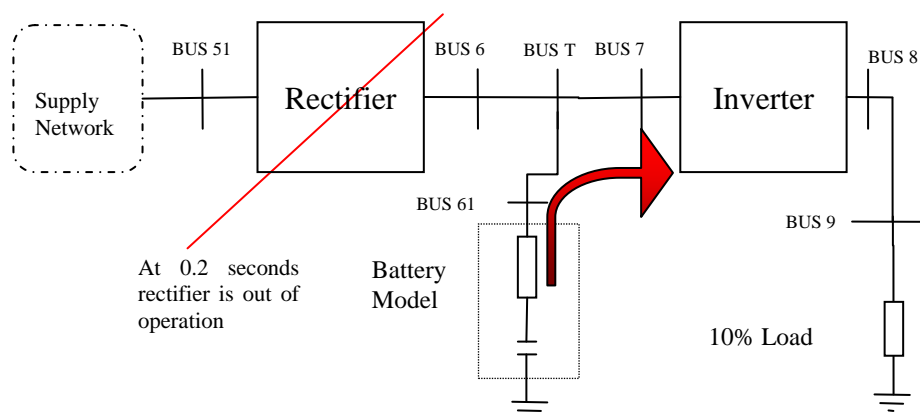 BUS 51
BUS 6
BUS T
BUS 7
BUS 8
Supply
Network
Rectifier
Inverter
BUS 61
BUS 9
At 0.2 seconds
rectifier is out of
operation
Battery
Model
10% Load